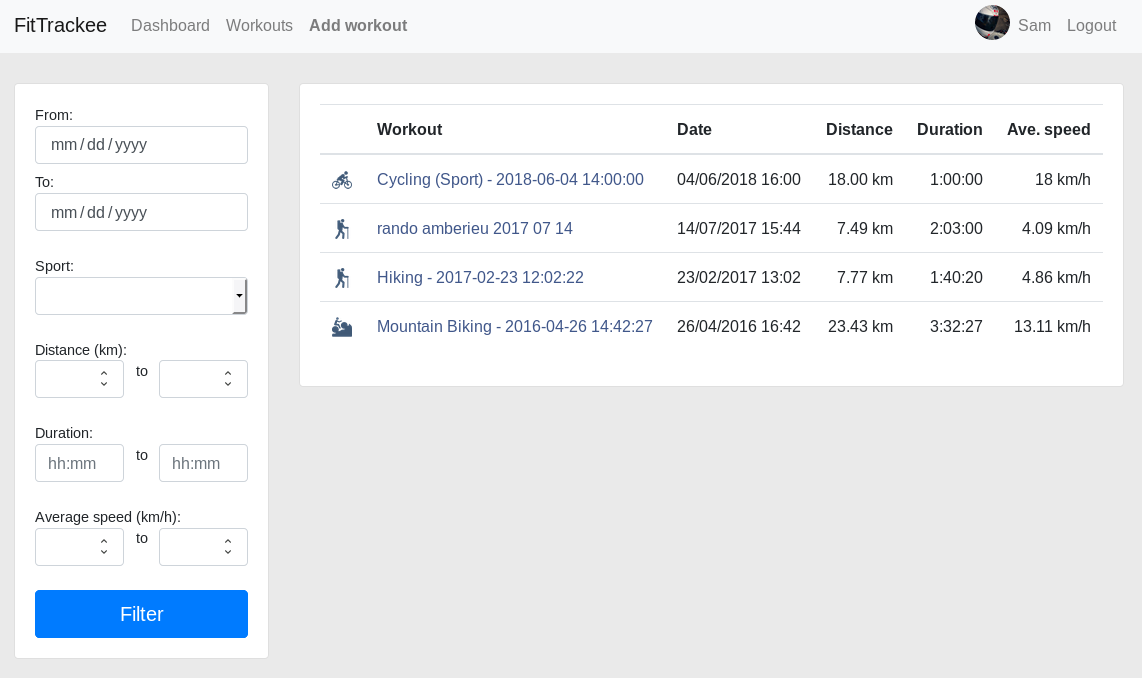 FitTrackee Dashboard Workouts Add workout Sam Logout
From:
mm / dd / yyyy
To:
mm / dd / yyyy
Sport:
Distance (km):
to
Duration:
hh:mm to hh:mm
Average speed (km/h):
to
Filter
Workout Date Distance Duration Ave. speed
Cycling (Sport) - 2018-06-04 14:00:00 04/06/2018 16:00 18.00 km 1:00:00 18 km/h
rando amberieu 2017 07 14 14/07/2017 15:44 7.49 km 2:03:00 4.09 km/h
Hiking - 2017-02-23 12:02:22 23/02/2017 13:02 7.77 km 1:40:20 4.86 km/h
Mountain Biking - 2016-04-26 14:42:27 26/04/2016 16:42 23.43 km 3:32:27 13.11 km/h